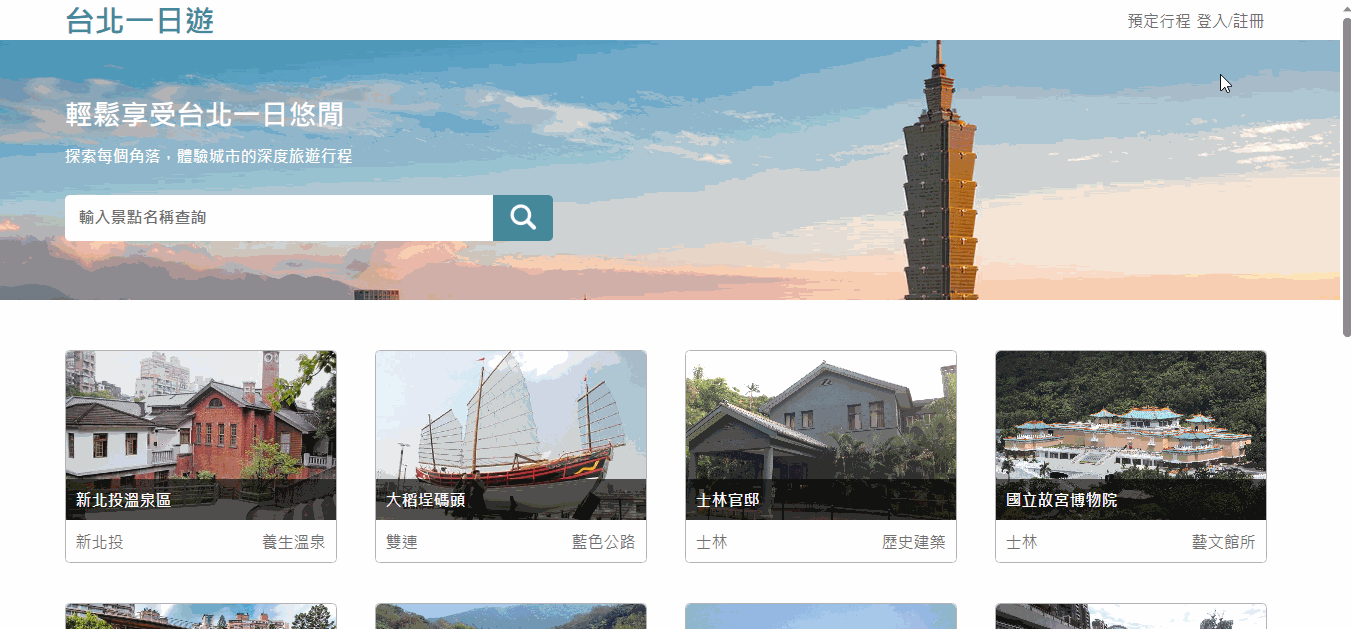 台北一日遊
預定行程 登入/註冊
輕鬆享受台北一日悠閒
探索每個角落，體驗城市的深度旅遊行程
輸入景點名稱查詢
新北投溫泉區
大稻埕碼頭
士林官邸
國立故宮博物院
新北投 養生溫泉
雙連 藍色公路
士林 歷史建築
士林 藝文館所